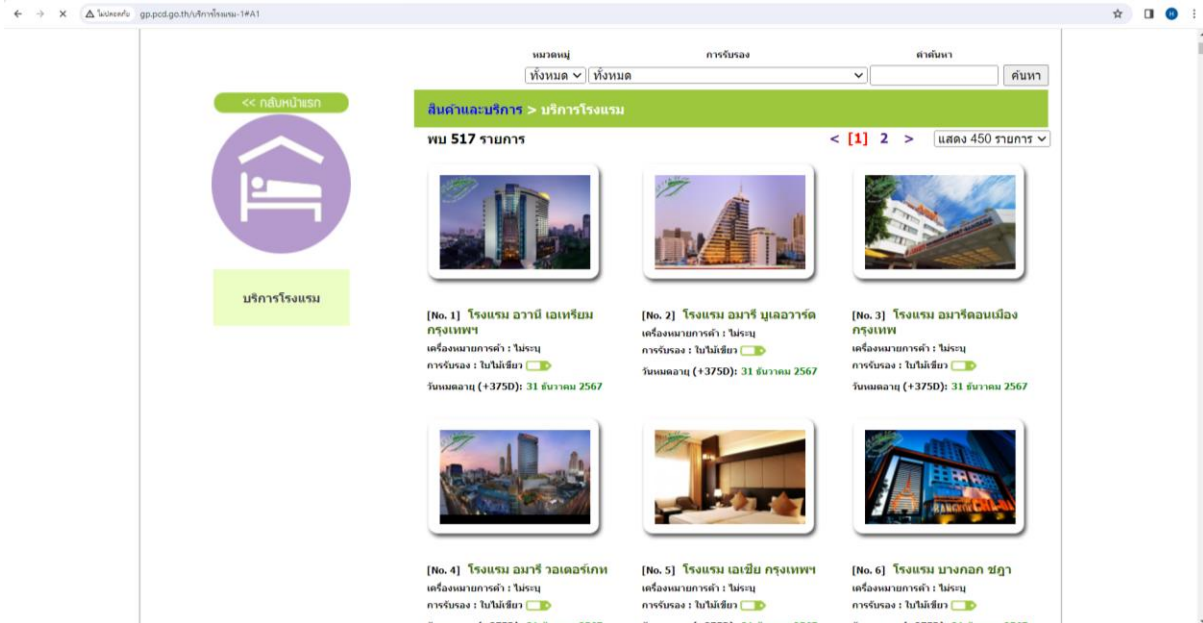 ไม่ปลอดภัย gp.pcd.go.th/บริการโรงแรม-1#A1
หมวดหมู่ การรับรอง คำค้นหา
ทั้งหมด ทั้งหมด ค้นหา
<< กลับหน้าแรก
สินค้าและบริการ > บริการโรงแรม
พบ 517 รายการ < [1] 2 > แสดง 450 รายการ
บริการโรงแรม
[No. 1] โรงแรม อวานี เอเทรียม
กรุงเทพฯ
เครื่องหมายการค้า : ไม่ระบุ
การรับรอง : ใบไม้เขียว
วันหมดอายุ (+375D): 31 ธันวาคม 2567
[No. 2] โรงแรม อมารี บูเลอวาร์ด
เครื่องหมายการค้า : ไม่ระบุ
การรับรอง : ใบไม้เขียว
วันหมดอายุ (+375D): 31 ธันวาคม 2567
[No. 3] โรงแรม อมารีดอนเมือง
กรุงเทพ
เครื่องหมายการค้า : ไม่ระบุ
การรับรอง : ใบไม้เขียว
วันหมดอายุ (+375D): 31 ธันวาคม 2567
[No. 4] โรงแรม อมารี วอเตอร์เกท
เครื่องหมายการค้า : ไม่ระบุ
การรับรอง : ใบไม้เขียว
[No. 5] โรงแรม เอเชีย กรุงเทพฯ
เครื่องหมายการค้า : ไม่ระบุ
การรับรอง : ใบไม้เขียว
[No. 6] โรงแรม บางกอก ชฎา
เครื่องหมายการค้า : ไม่ระบุ
การรับรอง : ใบไม้เขียว